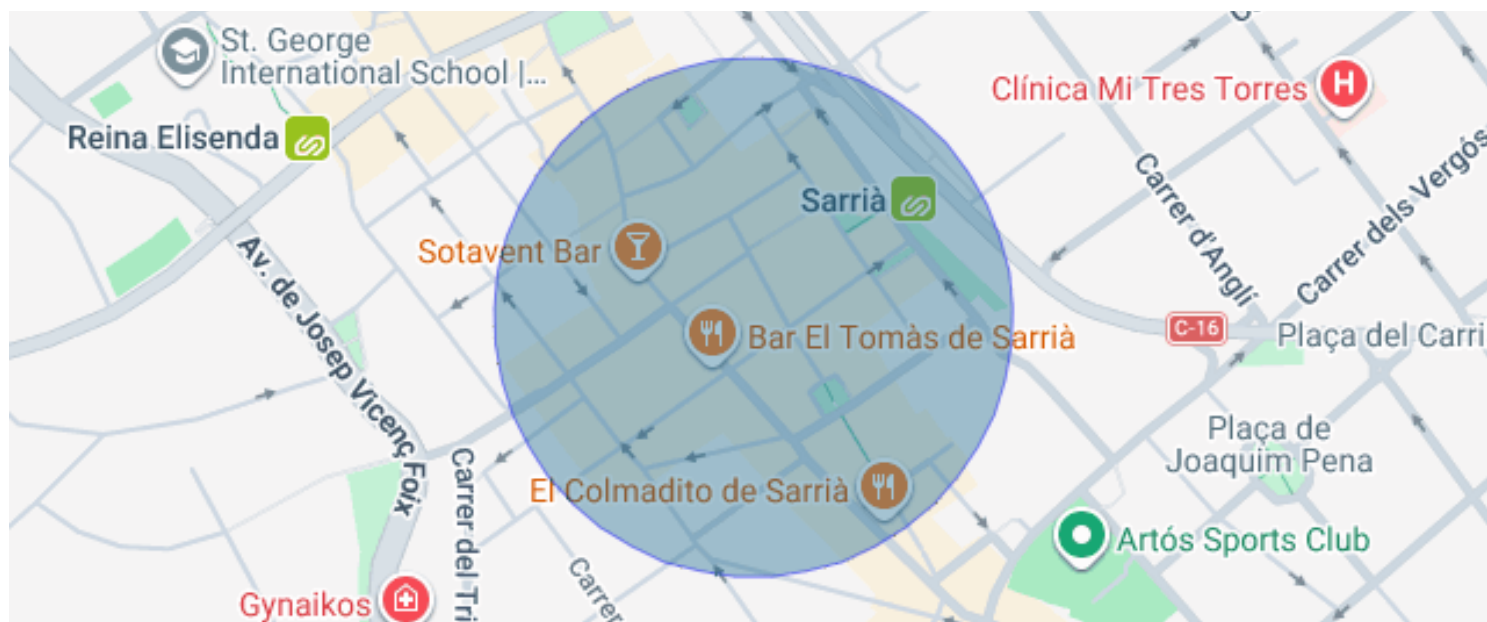 St. George
International School |...
Reina Elisenda
Clínica Mi Tres Torres
H
Sarrià
Carrer d'Anglí
Carrer dels Vergós
Sotavent Bar
Av. de Josep Vicenç Foix
Bar El Tomàs de Sarrià
C-16
Plaça del Carri
Plaça de
Joaquim Pena
El Colmadito de Sarrià
Carrer del Tri
Artós Sports Club
Carrer
Gynaikos